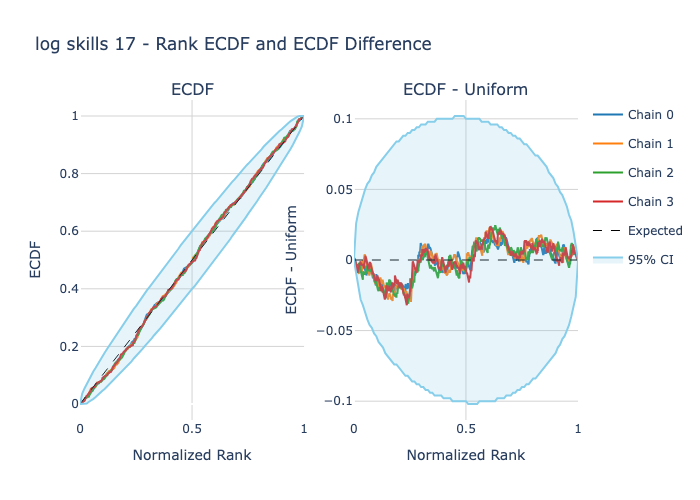 log skills 17 - Rank ECDF and ECDF Difference
ECDF
ECDF - Uniform
1
0.8
0.6
0.4
0.2
0
ECDF
0
0.5
1
Normalized Rank
0.1
0.05
0
−0.05
−0.1
ECDF - Uniform
0
0.5
1
Normalized Rank
Chain 0
Chain 1
Chain 2
Chain 3
Expected
95% CI